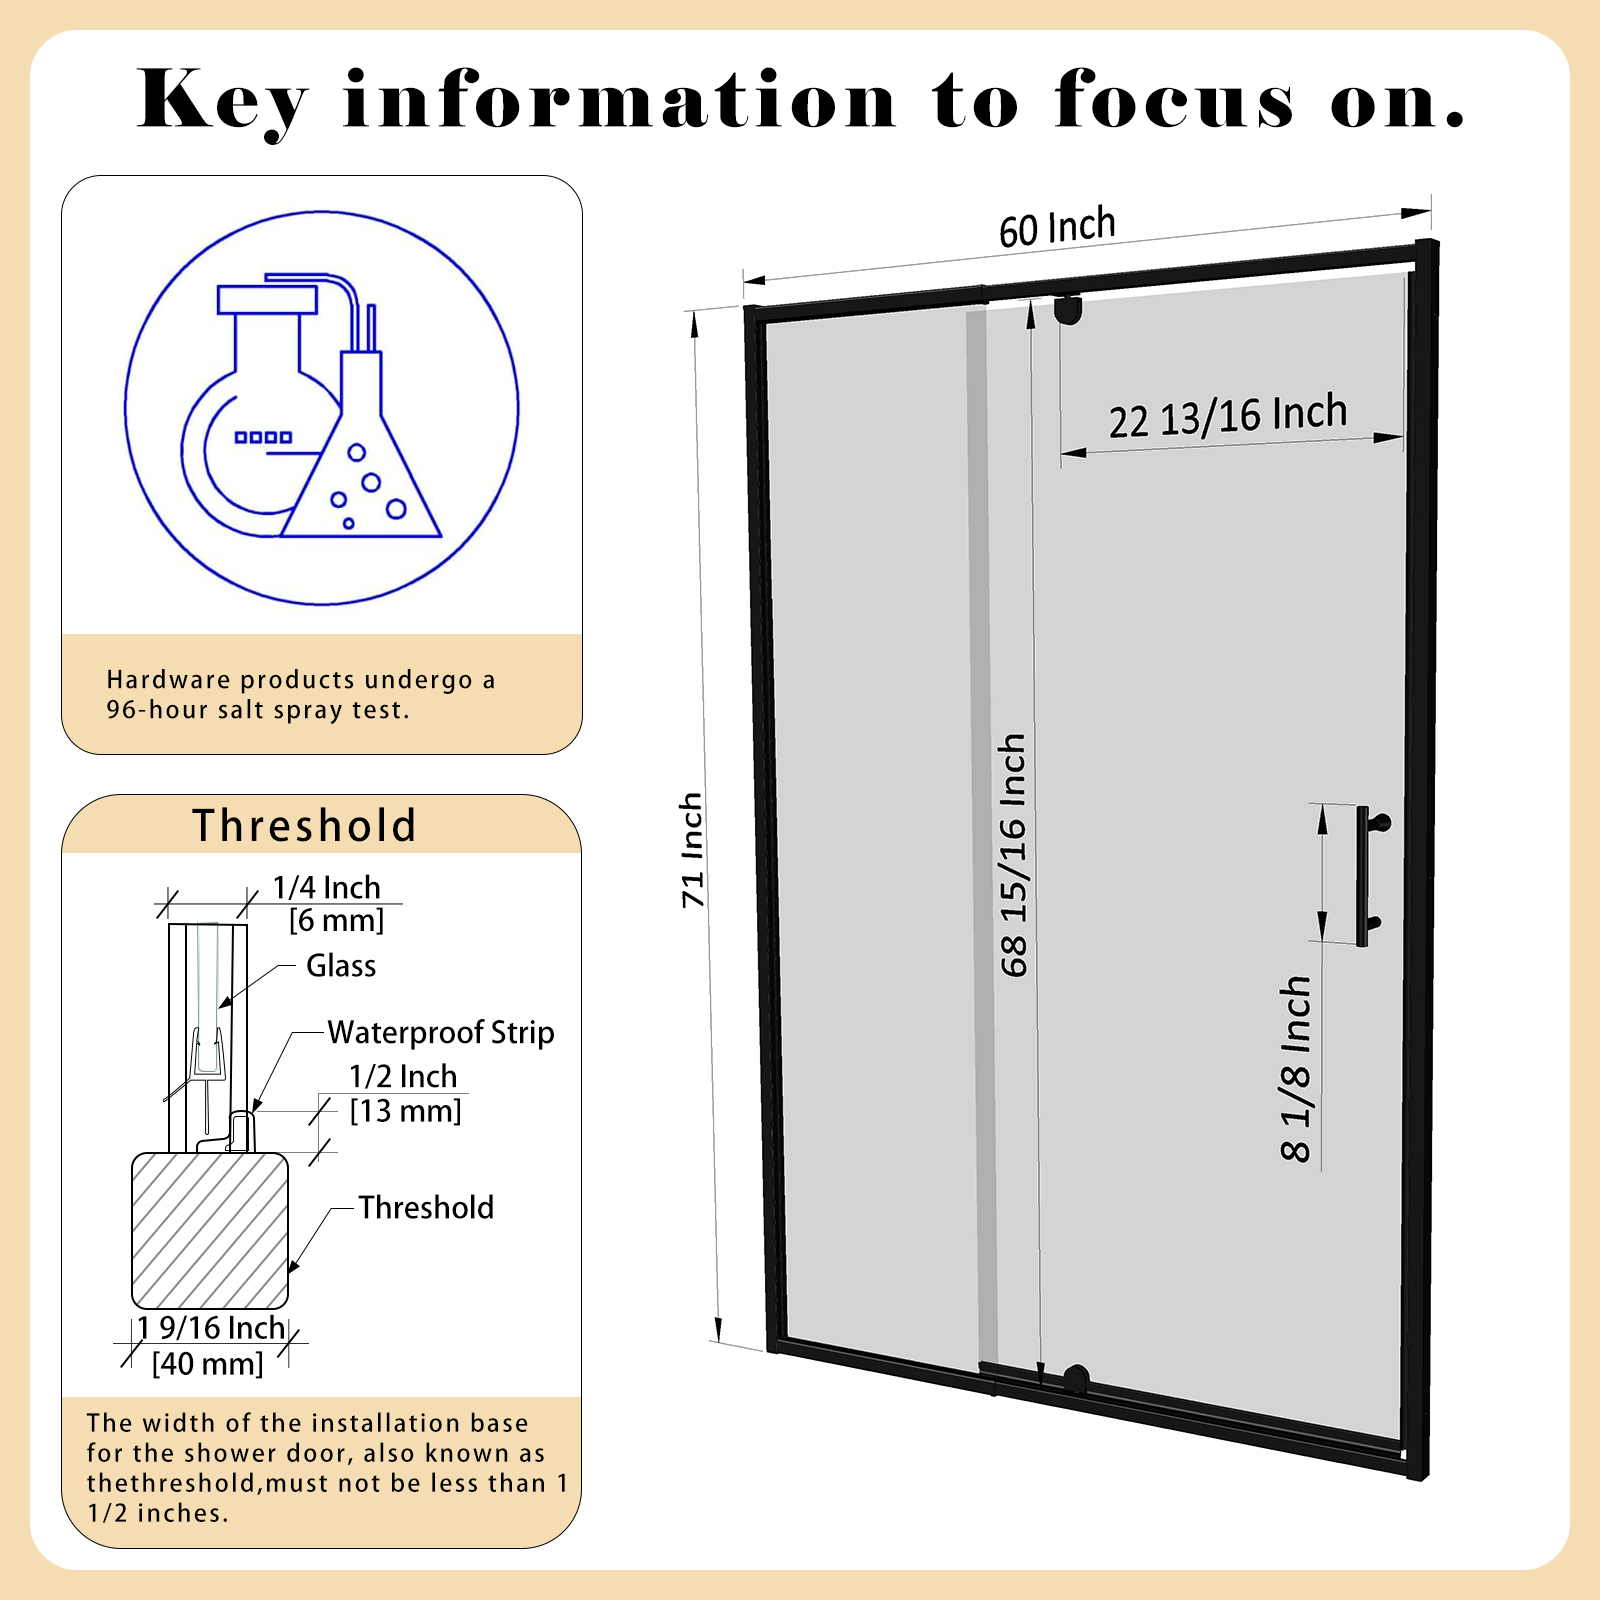 Key information to focus on.
Hardware products undergo a
96-hour salt spray test.
Threshold
1/4 Inch
[6 mm]
Glass
Waterproof Strip
1/2 Inch
[13 mm]
Threshold
1 9/16 Inch
[40 mm]
The width of the installation base
for the shower door, also known as
thethreshold,must not be less than 1
1/2 inches.
60 Inch
22 13/16 Inch
71 Inch
68 15/16 Inch
8 1/8 Inch